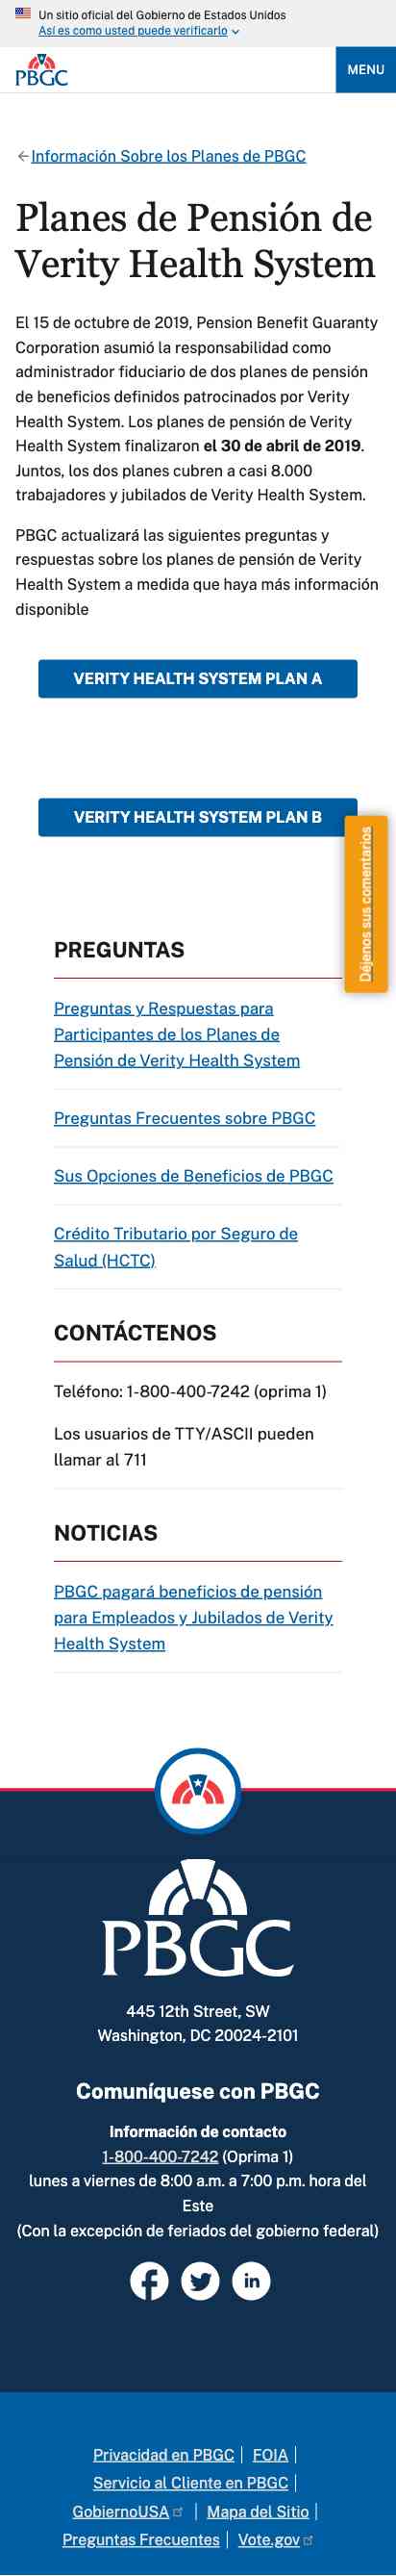 Un sitio oficial del Gobierno de Estados Unidos
Así es como usted puede verificarlo
PBGC
MENU
Información Sobre los Planes de PBGC
Planes de Pensión de
Verity Health System
El 15 de octubre de 2019, Pension Benefit Guaranty
Corporation asumió la responsabilidad como
administrador fiduciario de dos planes de pensión
de beneficios definidos patrocinados por Verity
Health System. Los planes de pensión de Verity
Health System finalizaron el 30 de abril de 2019.
Juntos, los dos planes cubren a casi 8.000
trabajadores y jubilados de Verity Health System.
PBGC actualizará las siguientes preguntas y
respuestas sobre los planes de pensión de Verity
Health System a medida que haya más información
disponible
VERITY HEALTH SYSTEM PLAN A
VERITY HEALTH SYSTEM PLAN B
Déjenos sus comentarios
PREGUNTAS
Preguntas y Respuestas para
Participantes de los Planes de
Pensión de Verity Health System
Preguntas Frecuentes sobre PBGC
Sus Opciones de Beneficios de PBGC
Crédito Tributario por Seguro de
Salud (HCTC)
CONTÁCTENOS
Teléfono: 1-800-400-7242 (oprima 1)
Los usuarios de TTY/ASCII pueden
llamar al 711
NOTICIAS
PBGC pagará beneficios de pensión
para Empleados y Jubilados de Verity
Health System
PBGC
445 12th Street, SW
Washington, DC 20024-2101
Comuníquese con PBGC
Información de contacto
1-800-400-7242 (Oprima 1)
lunes a viernes de 8:00 a.m. a 7:00 p.m. hora del
Este
(Con la excepción de feriados del gobierno federal)
Privacidad en PBGC | FOIA |
Servicio al Cliente en PBGC |
GobiernoUSA | Mapa del Sitio |
Preguntas Frecuentes | Vote.gov